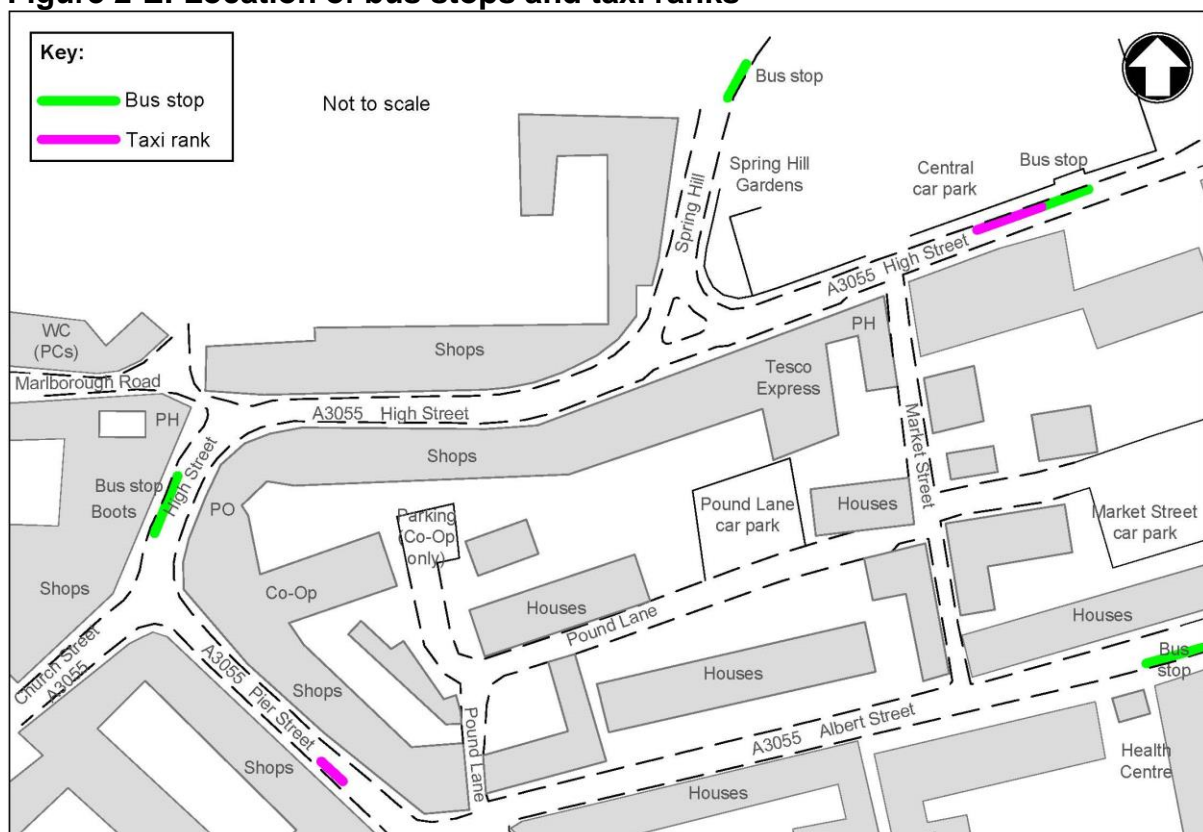 Figure 2-E: Location of bus stops and taxi ranks
Key:
Bus stop
Taxi rank
Not to scale
Bus stop
Spring Hill
Spring Hill
Gardens
Central
car park
Bus stop
A3055 High Street
WC
(PCs)
Marlborough Road
Shops
PH
Tesco
Express
PH
A3055 High Street
Market Street
High Street
Bus stop
Boots
PO
Shops
Parking
(Co-Op
only)
Pound Lane
car park
Houses
Market Street
car park
Shops
Co-Op
Houses
Pound Lane
Houses
Church Street
A3055
A3055 Pier Street
Shops
Houses
Bus
stop
Shops
Pound Lane
A3055 Albert Street
Health
Centre
Houses